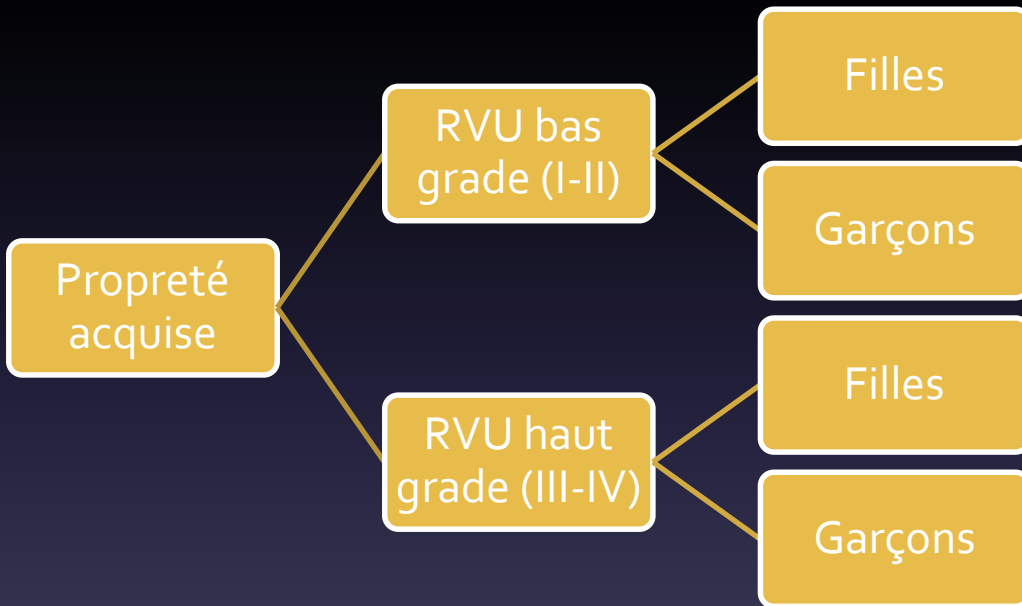 Propreté
acquise
RVU bas
grade (I-II)
Filles
Garçons
RVU haut
grade (III-IV)
Filles
Garçons